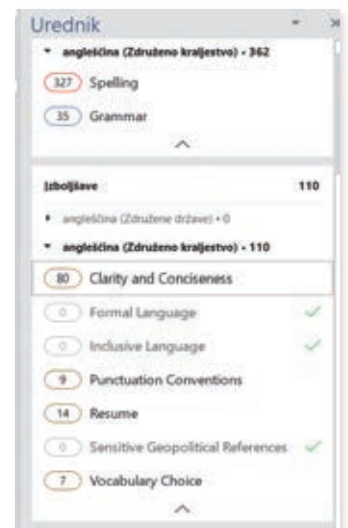 Urednik
angleščina (Združeno kraljestvo) • 362
327 Spelling
35 Grammar
Izboljšave 110
angleščina (Združene države) • 0
angleščina (Združeno kraljestvo) • 110
80 Clarity and Conciseness
0 Formal Language
0 Inclusive Language
9 Punctuation Conventions
14 Resume
0 Sensitive Geopolitical References
7 Vocabulary Choice